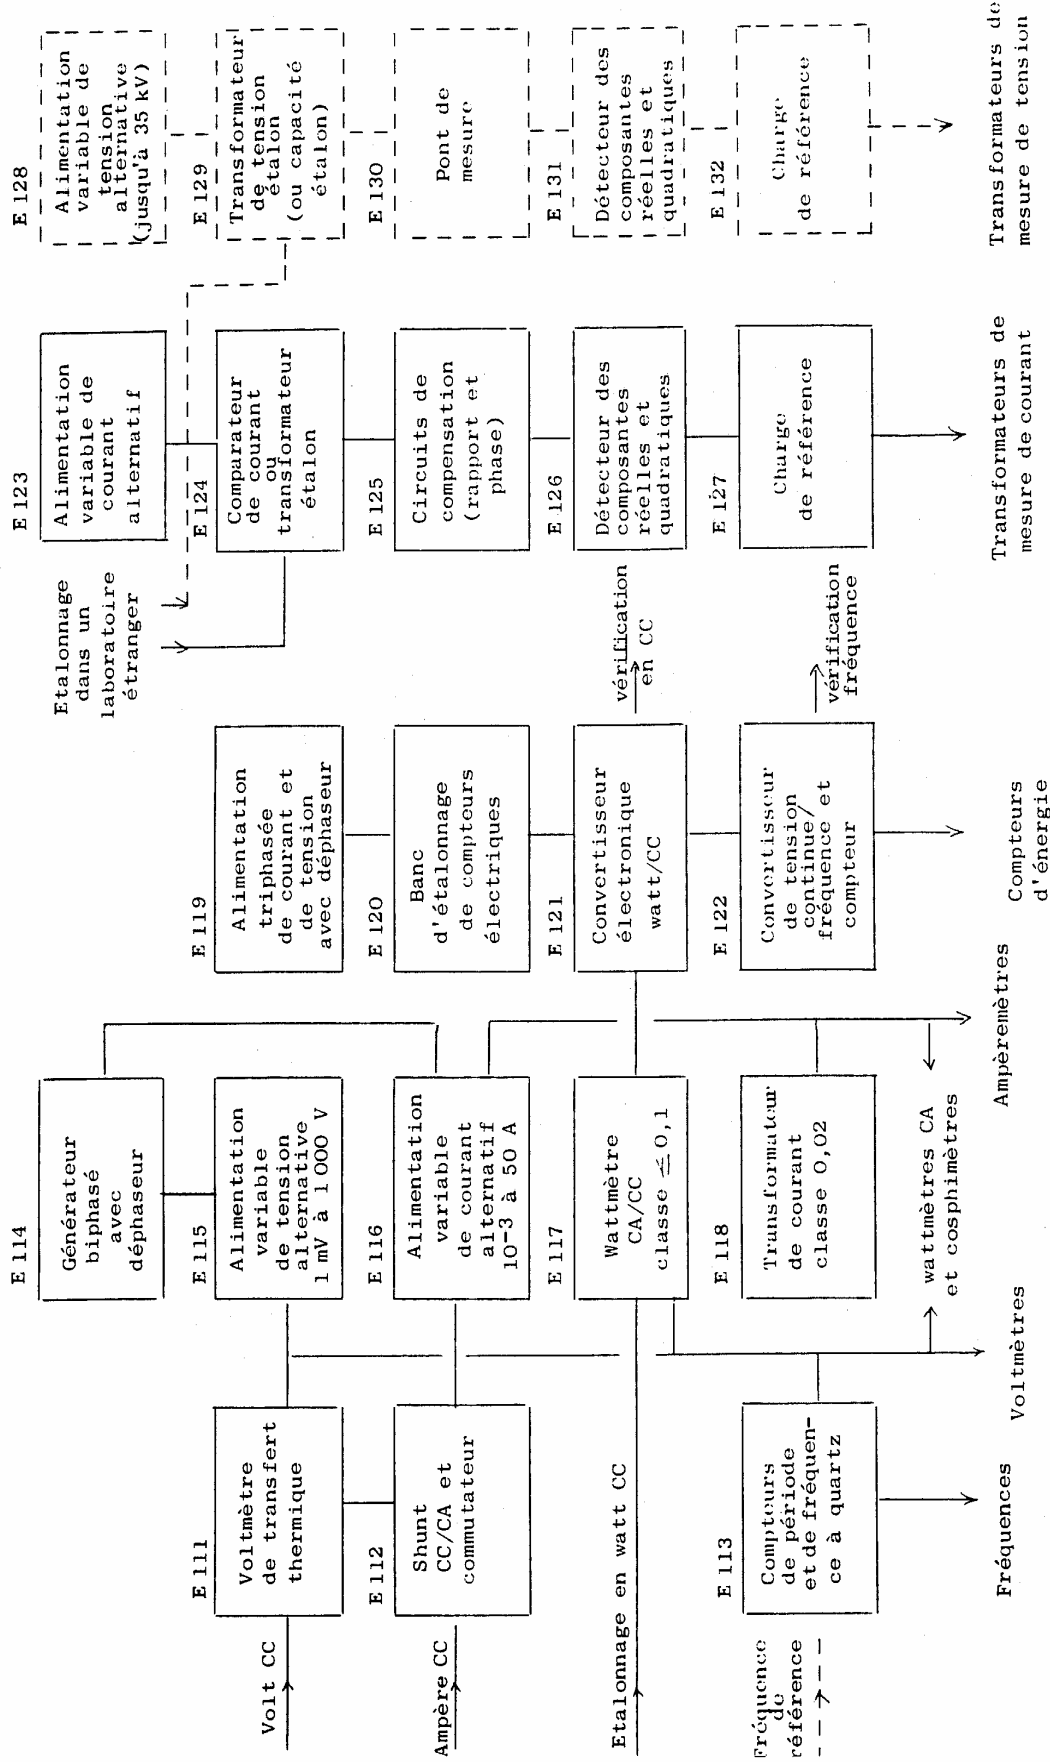 Volt CC
Ampère CC
Etalonnage en watt CC
Fréquence
de
référence
E 111
Voltmètre
de transfert
thermique
E 112
Shunt
CC/CA et
commutateur
E 113
Compteurs
de période
et de fréquen-
ce à quartz
Fréquences
Voltmètres
E 114
Générateur
biphasé
avec
déphaseur
E 115
Alimentation
variable
de tension
alternative
1 mV à 1 000 V
E 116
Alimentation
variable
de courant
alternatif
10-3 à 50 A
E 117
Wattmètre
CA/CC
classe ≤ 0,1
E 118
Transformateur
de courant
classe 0,02
wattmètres CA
et cosphimètres
Ampèremètres
E 119
Alimentation
triphasée
de courant et
de tension
avec déphaseur
E 120
Banc
d'étalonnage
de compteurs
électriques
E 121
Convertisseur
électronique
watt/CC
E 122
Convertisseur
de tension
continue/
fréquence et
compteur
Compteurs
d'énergie
vérification
en CC
vérification
fréquence
Etalonnage
dans un
laboratoire
étranger
E 123
Alimentation
variable de
courant
alternatif
E 124
Comparateur
de courant
ou
transformateur
étalon
E 125
Circuits de
compensation
(rapport et
phase)
E 126
Détecteur des
composantes
réelles et
quadratiques
E 127
Charge
de référence
Transformateurs de
mesure de courant
E 128
Alimentation
variable de
tension
alternative
(jusqu'à 35 kV)
E 129
Transformateur
de tension
étalon
(ou capacité
étalon)
E 130
Pont de
mesure
E 131
Détecteur des
composantes
réelles et
quadratiques
E 132
Charge
de référence
Transformateurs de
mesure de tension